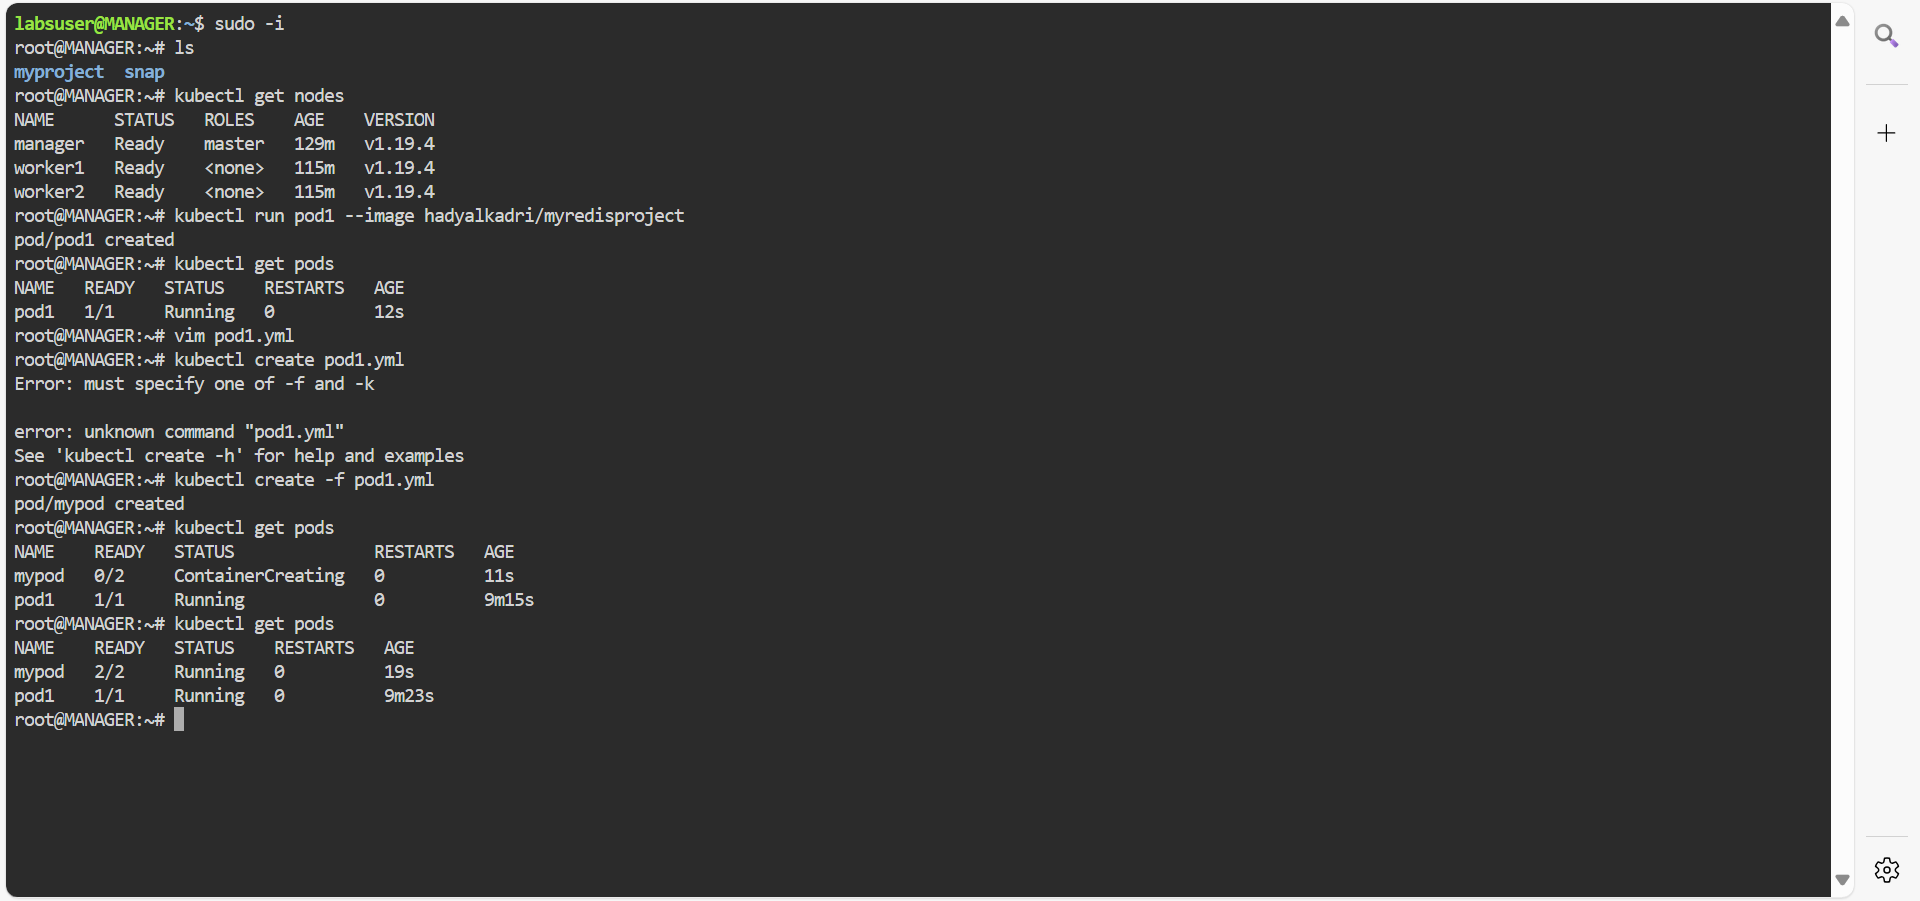 labsuser@MANAGER:~$ sudo -i
root@MANAGER:~# ls
myproject  snap
root@MANAGER:~# kubectl get nodes
NAME      STATUS   ROLES    AGE    VERSION
manager   Ready    master   129m   v1.19.4
worker1   Ready    <none>   115m   v1.19.4
worker2   Ready    <none>   115m   v1.19.4
root@MANAGER:~# kubectl run pod1 --image hadyalkadri/myredisproject
pod/pod1 created
root@MANAGER:~# kubectl get pods
NAME   READY   STATUS    RESTARTS   AGE
pod1   1/1     Running   0          12s
root@MANAGER:~# vim pod1.yml
root@MANAGER:~# kubectl create pod1.yml
Error: must specify one of -f and -k

error: unknown command "pod1.yml"
See 'kubectl create -h' for help and examples
root@MANAGER:~# kubectl create -f pod1.yml
pod/mypod created
root@MANAGER:~# kubectl get pods
NAME    READY   STATUS              RESTARTS   AGE
mypod   0/2     ContainerCreating   0          11s
pod1    1/1     Running             0          9m15s
root@MANAGER:~# kubectl get pods
NAME    READY   STATUS    RESTARTS   AGE
mypod   2/2     Running   0          19s
pod1    1/1     Running   0          9m23s
root@MANAGER:~#